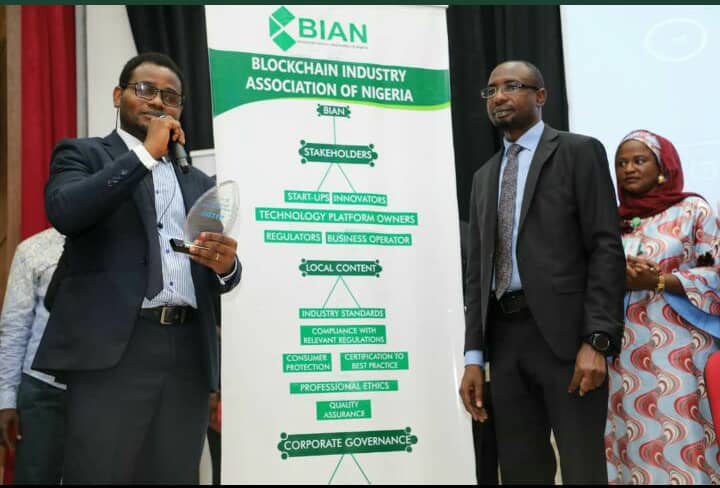 BIAN
BLOCKCHAIN INDUSTRY
ASSOCIATION OF NIGERIA
BIAN
STAKEHOLDERS
START-UPS INNOVATORS
TECHNOLOGY PLATFORM OWNERS
REGULATORS BUSINESS OPERATOR
LOCAL CONTENT
INDUSTRY STANDARDS
COMPLIANCE WITH
RELEVANT REGULATIONS
CONSUMER
PROTECTION
CERTIFICATION TO
BEST PRACTICE
PROFESSIONAL ETHICS
QUALITY
ASSURANCE
CORPORATE GOVERNANCE